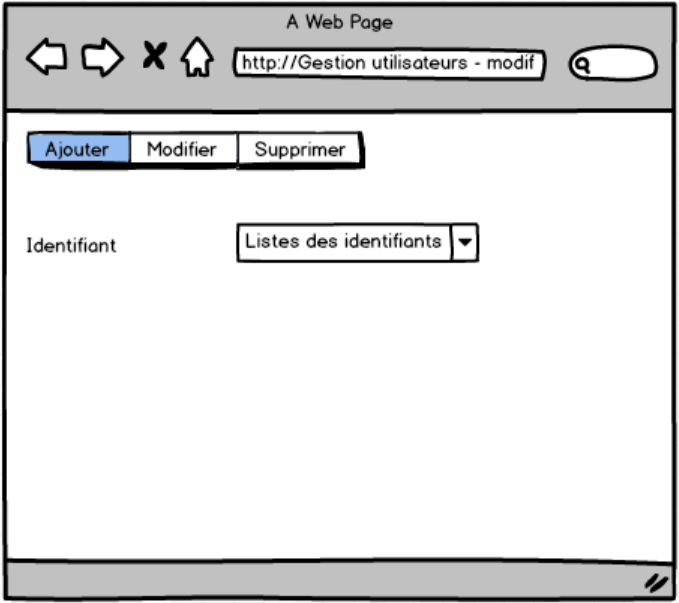 A Web Page
http://Gestion utilisateurs - modif
Ajouter Modifier Supprimer
Identifiant Listes des identifiants